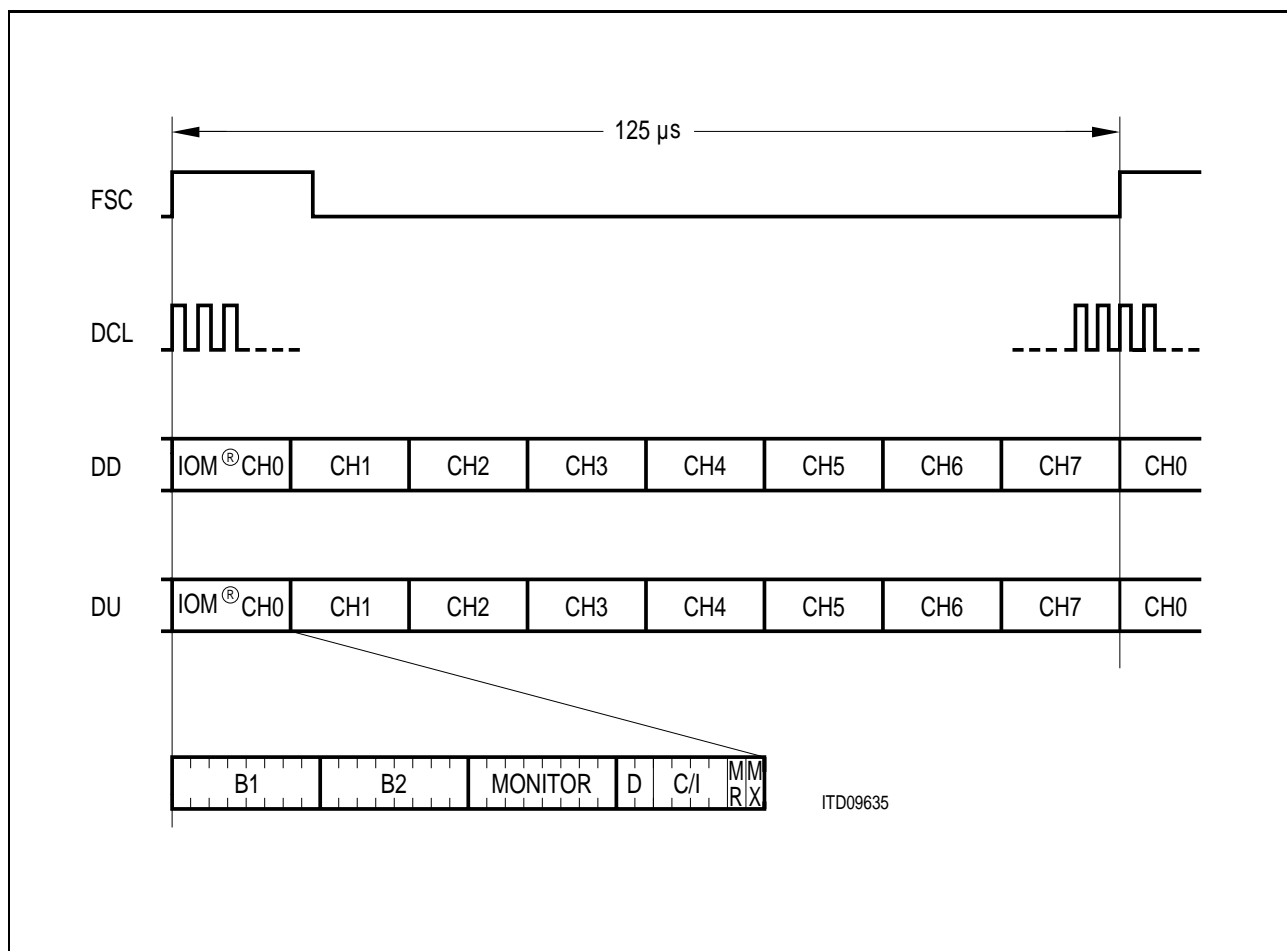 125 µs
FSC
DCL
DD IOM® CH0 CH1 CH2 CH3 CH4 CH5 CH6 CH7 CH0
DU IOM® CH0 CH1 CH2 CH3 CH4 CH5 CH6 CH7 CH0
B1 B2 MONITOR D C/I MR MX
ITD09635